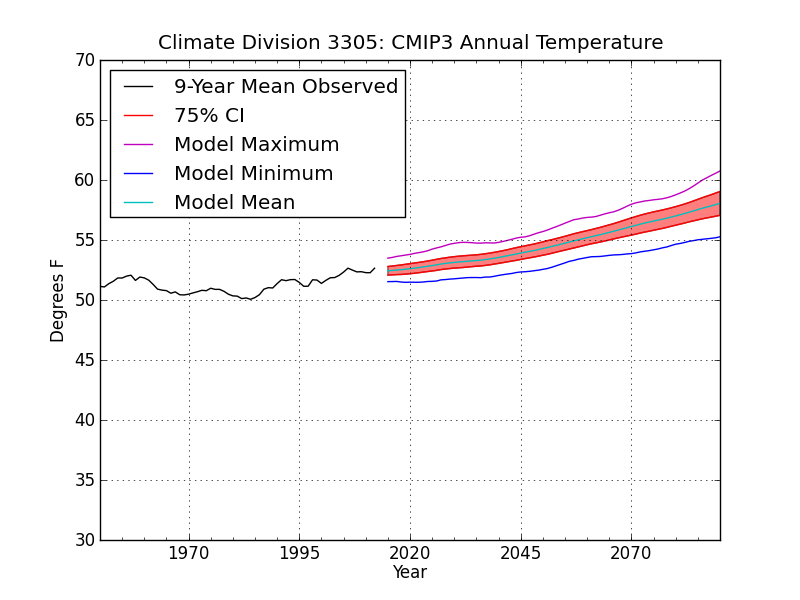 Climate Division 3305: CMIP3 Annual Temperature
70
65
60
55
50
45
40
35
30
Degrees F
9-Year Mean Observed
75% CI
Model Maximum
Model Minimum
Model Mean
1970 1995 2020 2045 2070
Year